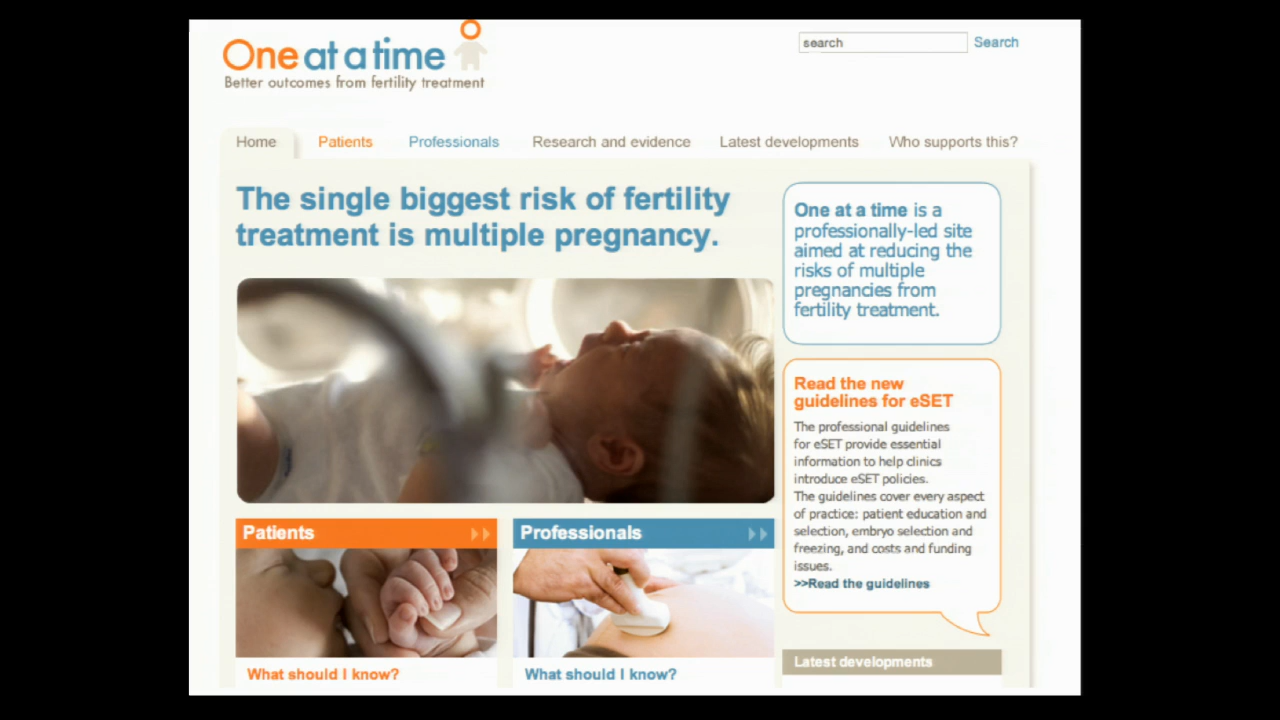 One at a time
Better outcomes from fertility treatment
search
Search
Home
Patients
Professionals
Research and evidence
Latest developments
Who supports this?
The single biggest risk of fertility
treatment is multiple pregnancy.
One at a time is a
professionally-led site
aimed at reducing the
risks of multiple
pregnancies from
fertility treatment.
Read the new
guidelines for eSET
The professional guidelines
for eSET provide essential
information to help clinics
introduce eSET policies.
The guidelines cover every aspect
of practice: patient education and
selection, embryo selection and
freezing, and costs and funding
issues.
>>Read the guidelines
Patients
What should I know?
Professionals
What should I know?
Latest developments